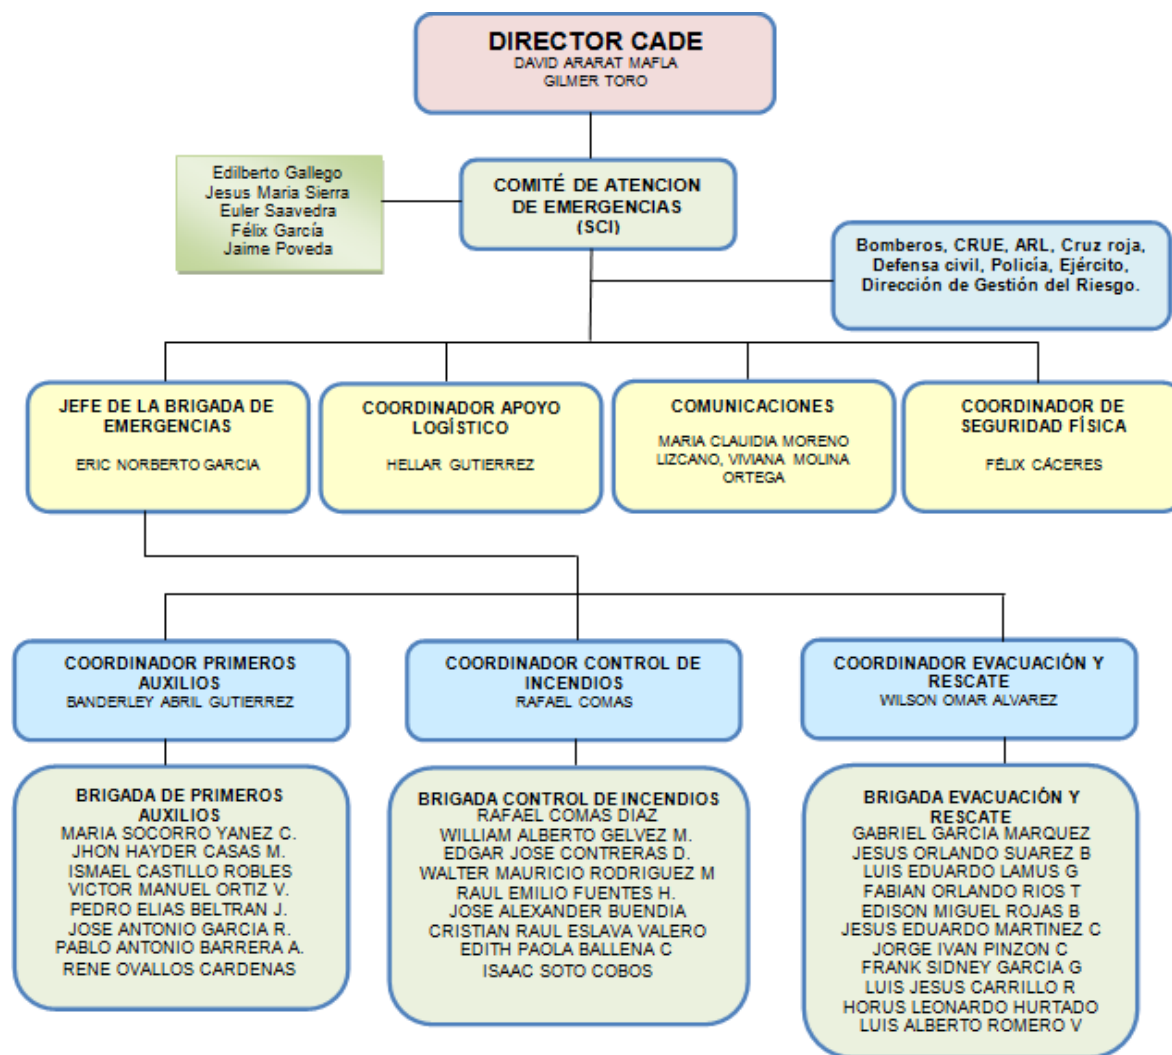 DIRECTOR CADE
DAVID ARARAT MAFLA
GILMER TORO
Edilberto Gallego
Jesus Maria Sierra
Euler Saavedra
Félix García
Jaime Poveda
COMITÉ DE ATENCION
DE EMERGENCIAS
(SCI)
Bomberos, CRUE, ARL, Cruz roja,
Defensa civil, Policía, Ejército,
Dirección de Gestión del Riesgo.
JEFE DE LA BRIGADA DE
EMERGENCIAS
ERIC NORBERTO GARCIA
COORDINADOR APOYO
LOGÍSTICO
HELLAR GUTIERREZ
COMUNICACIONES
MARIA CLAUIDIA MORENO
LIZCANO, VIVIANA MOLINA
ORTEGA
COORDINADOR DE
SEGURIDAD FÍSICA
FÉLIX CÁCERES
COORDINADOR PRIMEROS
AUXILIOS
BANDERLEY ABRIL GUTIERREZ
COORDINADOR CONTROL DE
INCENDIOS
RAFAEL COMAS
COORDINADOR EVACUACIÓN Y
RESCATE
WILSON OMAR ALVAREZ
BRIGADA DE PRIMEROS
AUXILIOS
MARIA SOCORRO YANEZ C.
JHON HAYDER CASAS M.
ISMAEL CASTILLO ROBLES
VICTOR MANUEL ORTIZ V.
PEDRO ELIAS BELTRAN J.
JOSE ANTONIO GARCIA R.
PABLO ANTONIO BARRERA A.
RENE OVALLOS CARDENAS
BRIGADA CONTROL DE INCENDIOS
RAFAEL COMAS DIAZ
WILLIAM ALBERTO GELVEZ M.
EDGAR JOSE CONTRERAS D.
WALTER MAURICIO RODRIGUEZ M
RAUL EMILIO FUENTES H.
JOSE ALEXANDER BUENDIA
CRISTIAN RAUL ESLAVA VALERO
EDITH PAOLA BALLENA C
ISAAC SOTO COBOS
BRIGADA EVACUACIÓN Y
RESCATE
GABRIEL GARCIA MARQUEZ
JESUS ORLANDO SUAREZ B
LUIS EDUARDO LAMUS G
FABIAN ORLANDO RIOS T
EDISON MIGUEL ROJAS B
JESUS EDUARDO MARTINEZ C
JORGE IVAN PINZON C
FRANK SIDNEY GARCIA G
LUIS JESUS CARRILLO R
HORUS LEONARDO HURTADO
LUIS ALBERTO ROMERO V